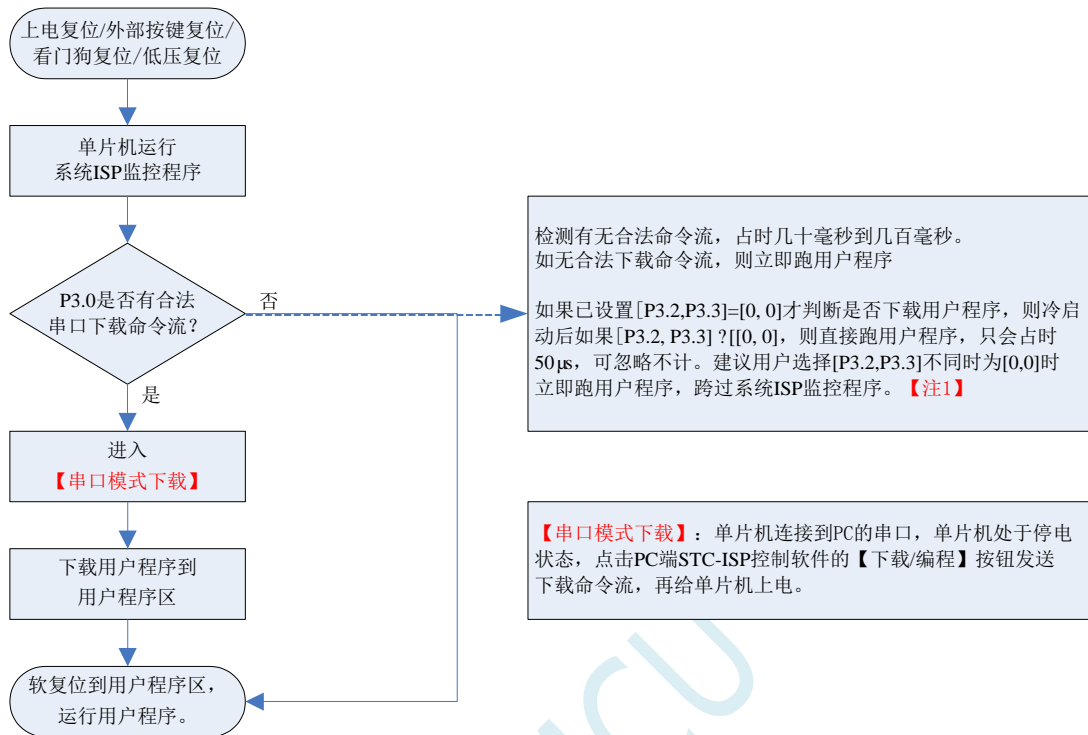 上电复位/外部按键复位/
看门狗复位/低压复位
单片机运行
系统ISP监控程序
P3.0是否有合法
串口下载命令流？
否
是
进入
【串口模式下载】
下载用户程序到
用户程序区
软复位到用户程序区，
运行用户程序。
检测有无合法命令流，占时几十毫秒到几百毫秒。
如无合法下载命令流，则立即跑用户程序
如果已设置[P3.2,P3.3]=[0,0]才判断是否下载用户程序，则冷启
动后如果[P3.2, P3.3] ?[[0, 0]，则直接跑用户程序，只会占时
50μs，可忽略不计。建议用户选择[P3.2,P3.3]不同时为[0,0]时
立即跑用户程序，跨过系统ISP监控程序。【注1】
【串口模式下载】：单片机连接到PC的串口，单片机处于停电
状态，点击PC端STC-ISP控制软件的【下载/编程】按钮发送
下载命令流，再给单片机上电。
MCU